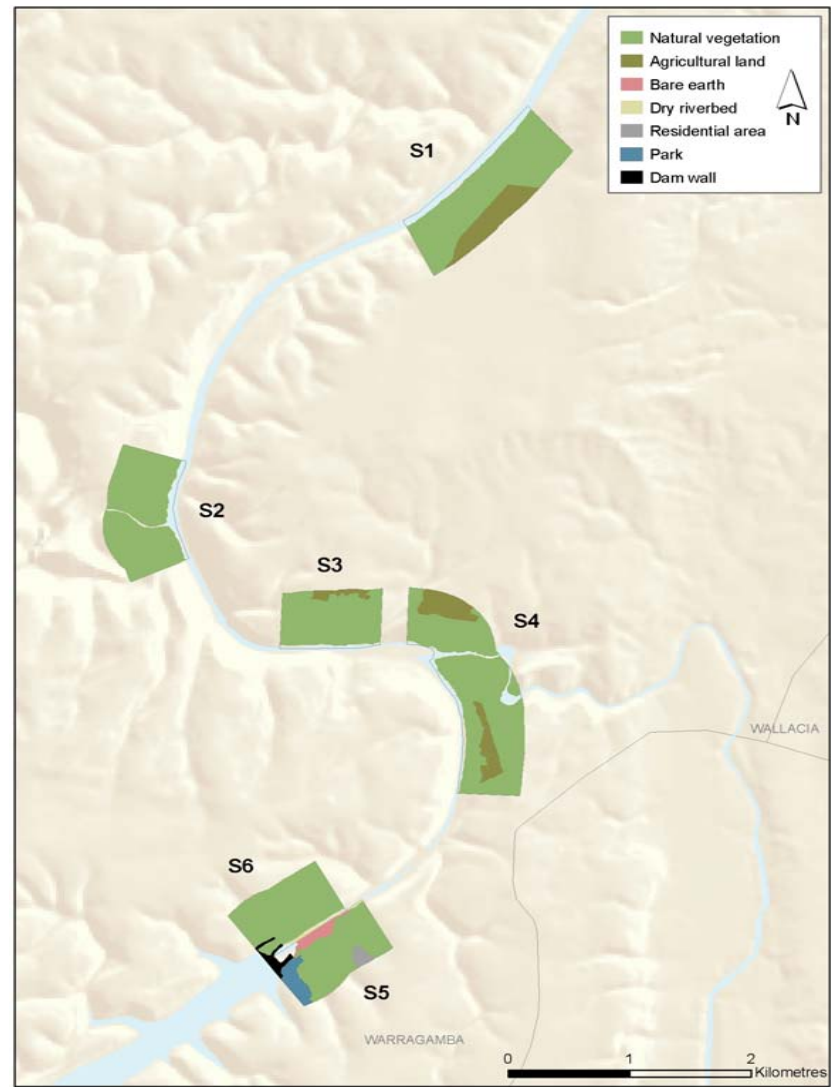 Natural vegetation
Agricultural land
Bare earth
Dry riverbed
Residential area
Park
Dam wall
N
S1
S2
S3
S4
WALLACIA
S6
S5
WARRAGAMBA
0 1 2
Kilometres